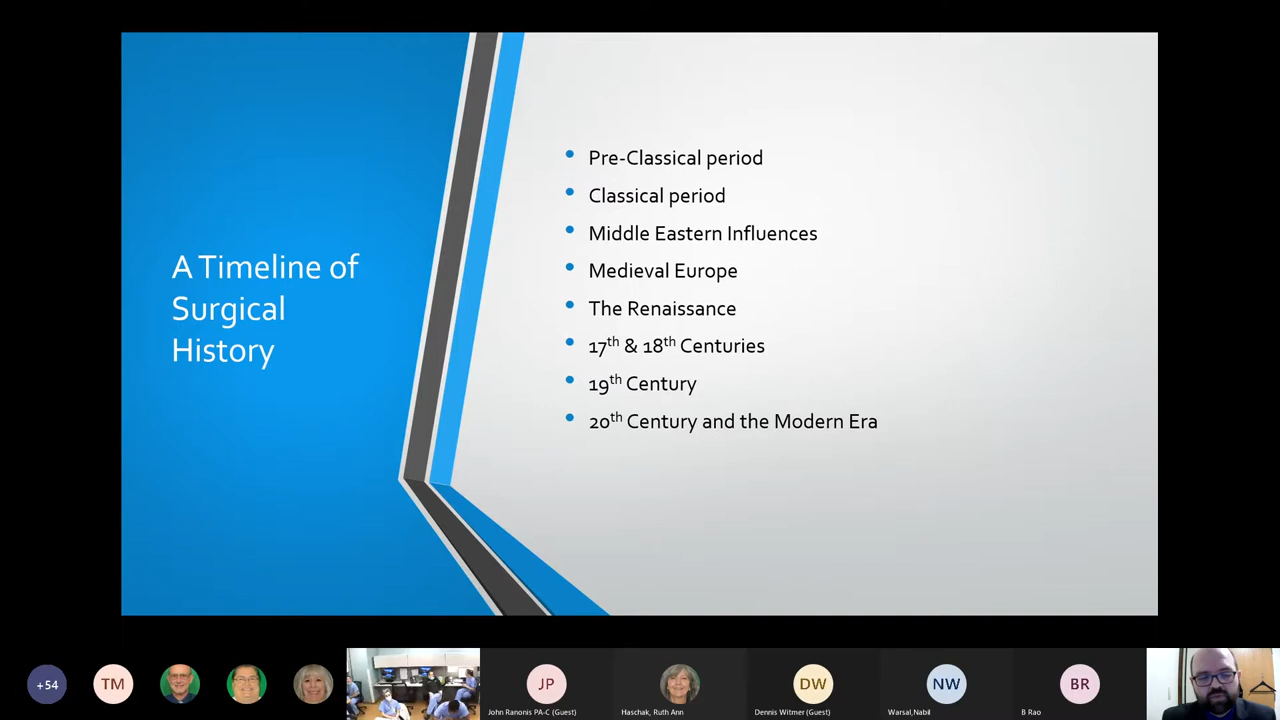 A Timeline of
Surgical
History
Pre-Classical period
Classical period
Middle Eastern Influences
Medieval Europe
The Renaissance
17th & 18th Centuries
19th Century
20th Century and the Modern Era
+54
TM
JP
DW
NW
BR
John Ranonis PA-C (Guest)
Haschak, Ruth Ann
Dennis Witmer (Guest)
Warsal,Nabil
B Rao